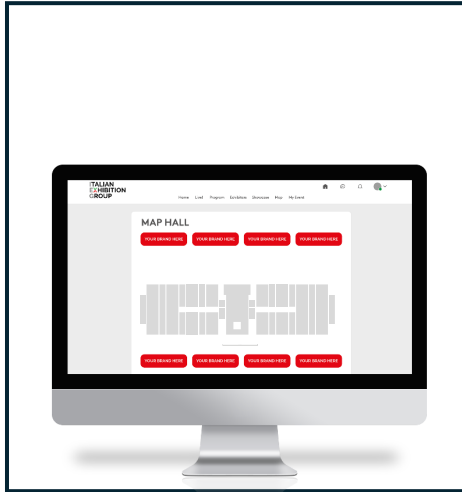 ITALIAN
EXHIBITION
GROUP
Home Live! Program Exhibitors Showcase Map My Event
MAP HALL
YOUR BRAND HERE YOUR BRAND HERE YOUR BRAND HERE YOUR BRAND HERE
YOUR BRAND HERE YOUR BRAND HERE YOUR BRAND HERE YOUR BRAND HERE